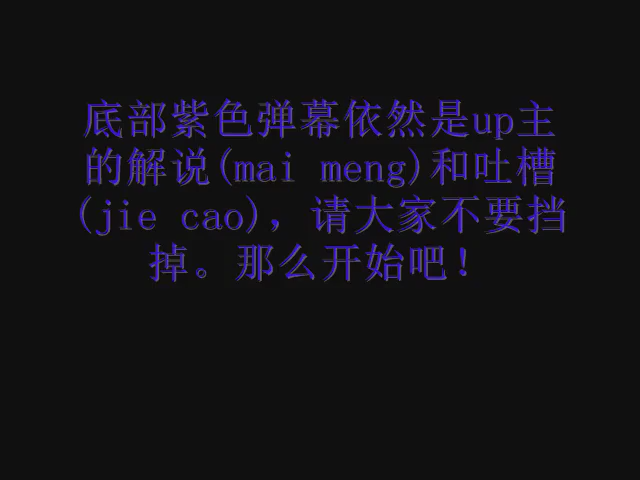 底部紫色弹幕依然是up主
的解说(mai meng)和吐槽
(jie cao)，请大家不要挡
掉。那么开始吧！